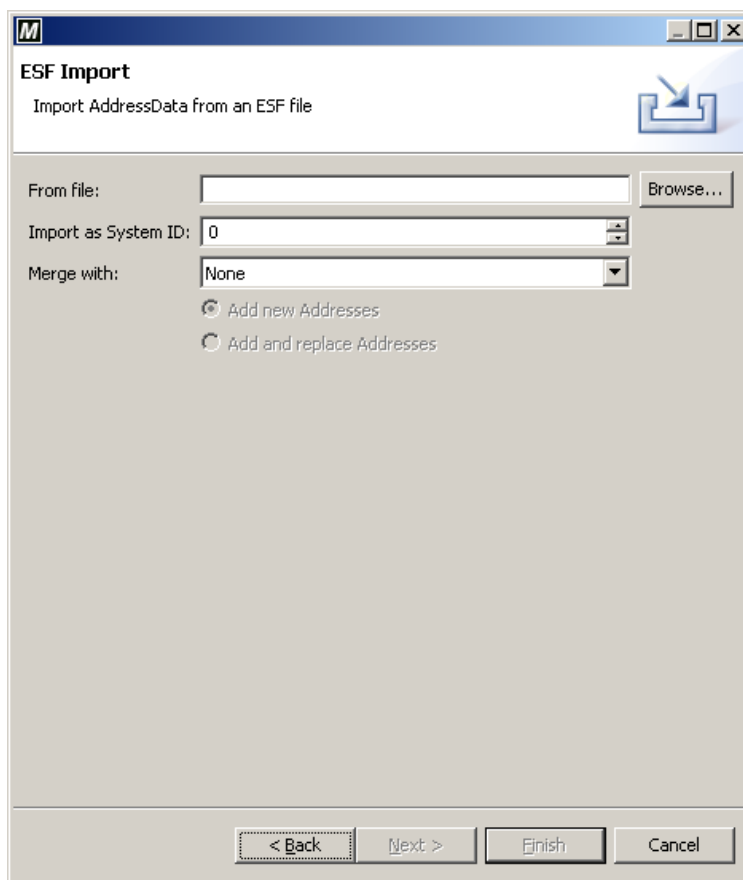 M
ESF Import
Import AddressData from an ESF file
From file:
Browse...
Import as System ID: 0
Merge with: None
Add new Addresses
Add and replace Addresses
< Back Next > Finish Cancel